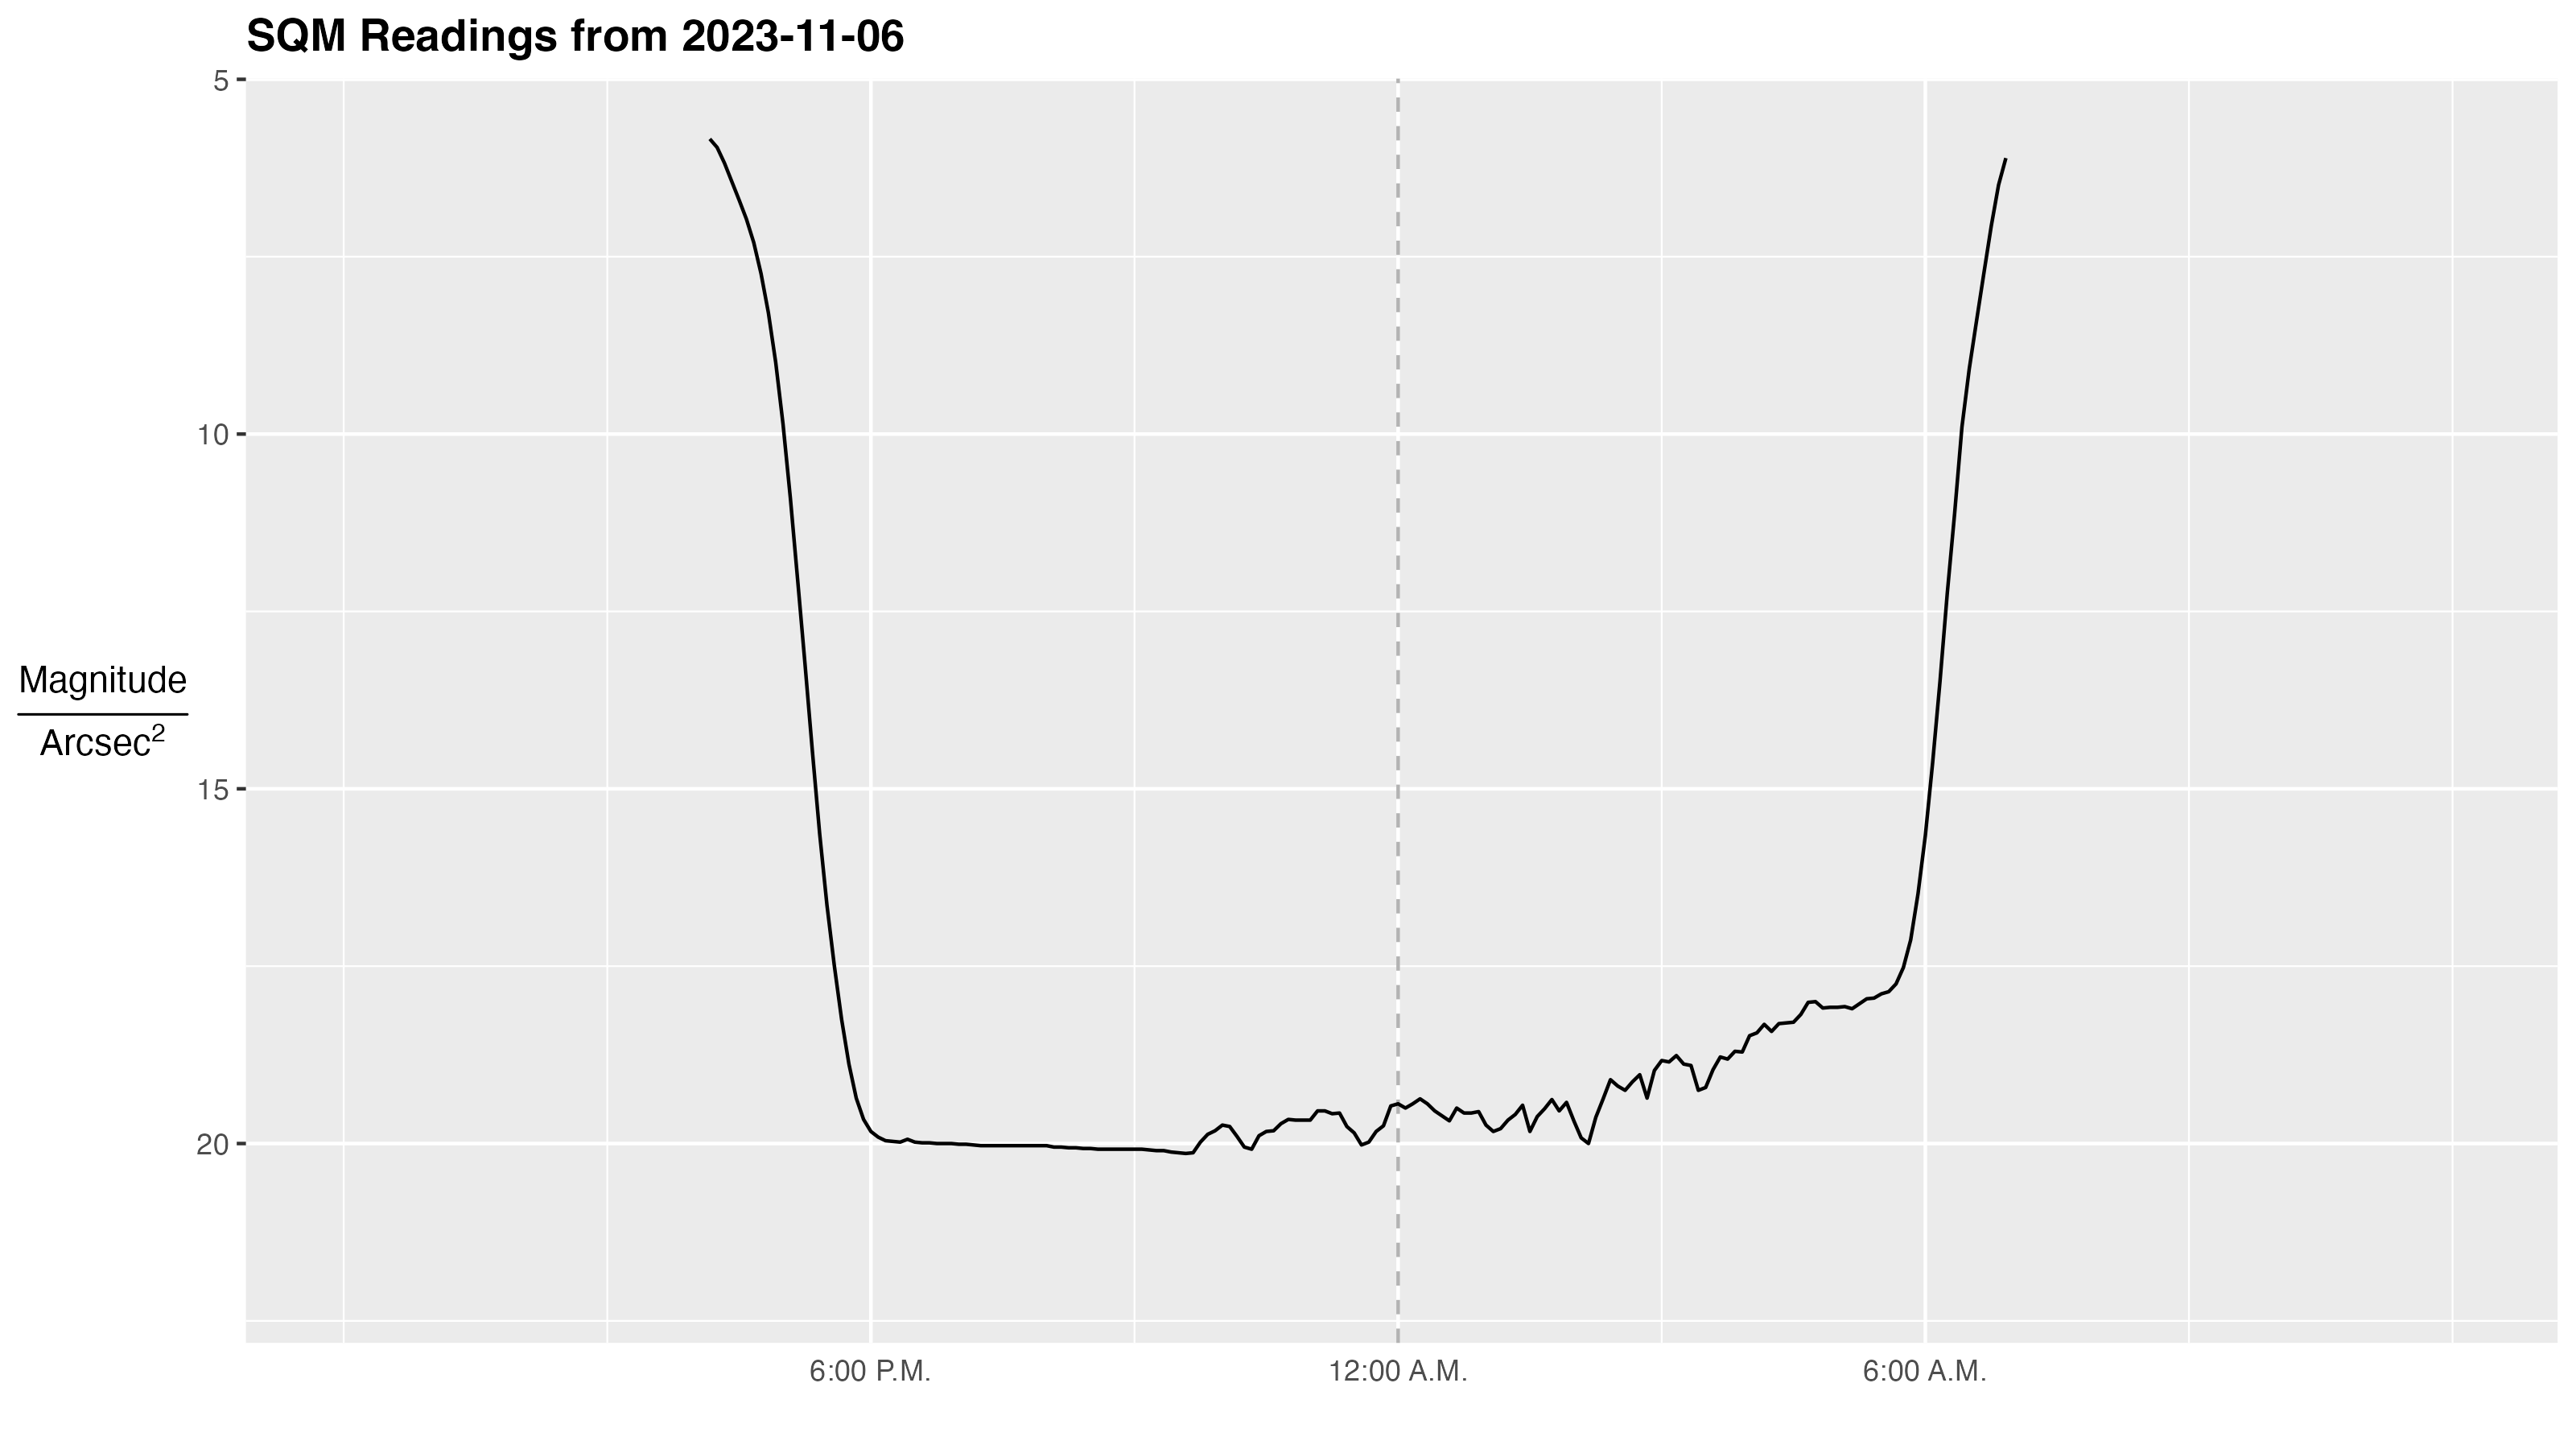 SQM Readings from 2023-11-06
5
10
15
20
Magnitude
Arcsec²
6:00 P.M.
12:00 A.M.
6:00 A.M.